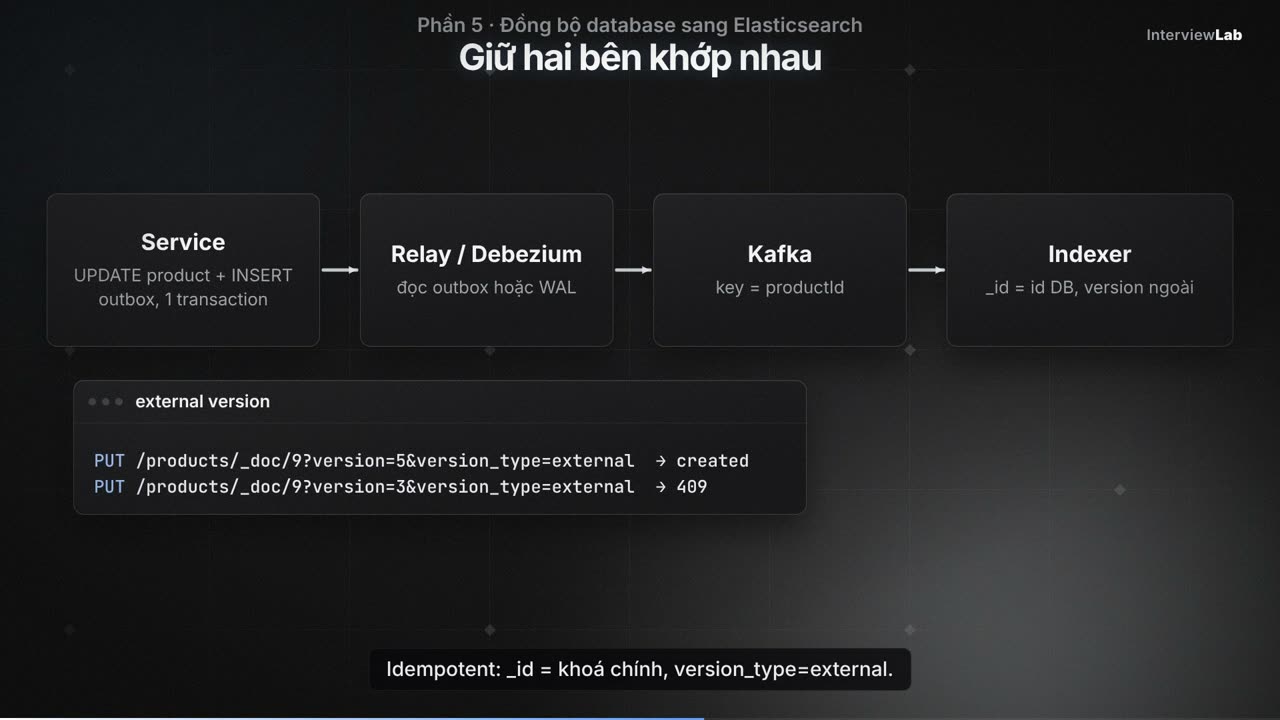 Phần 5 · Đồng bộ database sang Elasticsearch
InterviewLab
Giữ hai bên khớp nhau
Service
UPDATE product + INSERT
outbox, 1 transaction
Relay / Debezium
đọc outbox hoặc WAL
Kafka
key = productId
Indexer
_id = id DB, version ngoài
external version
PUT /products/_doc/9?version=5&version_type=external → created
PUT /products/_doc/9?version=3&version_type=external → 409
Idempotent: _id = khoá chính, version_type=external.